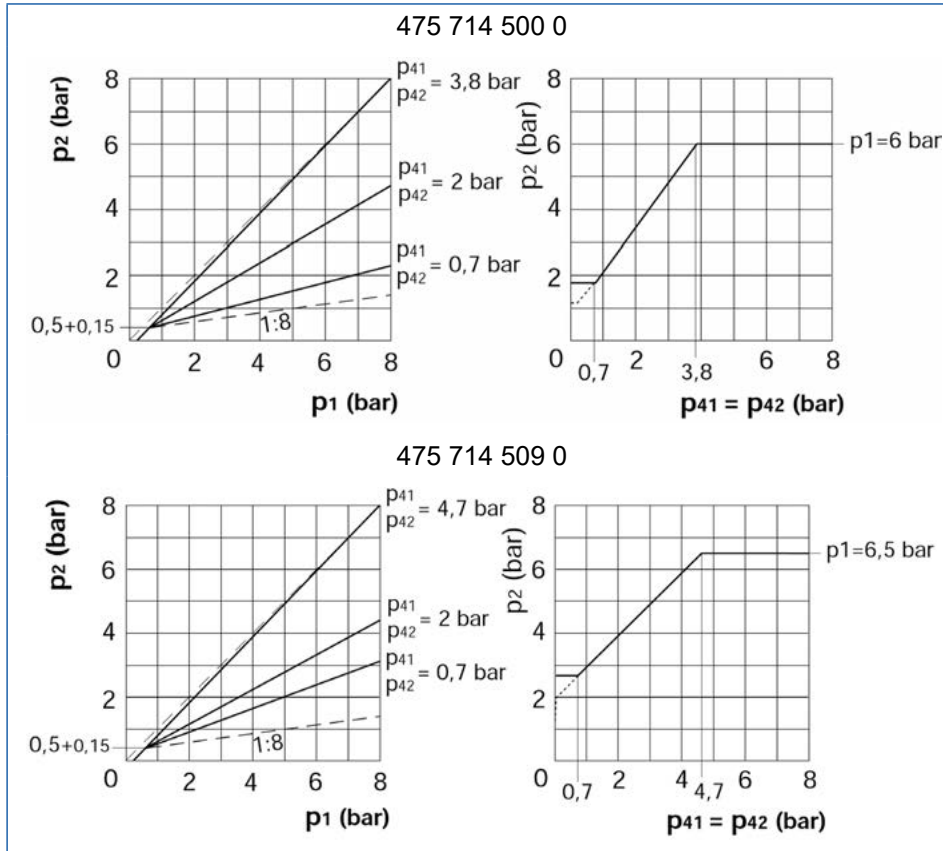 475 714 500 0
p2 (bar)
8
6
4
2
0,5+0,15
0
2
4
6
8
p1 (bar)
p41
p42 = 3,8 bar
p41
p42 = 2 bar
p41
p42 = 0,7 bar
1:8
p2 (bar)
8
6
4
2
0
2
6
8
0,7
3,8
p1=6 bar
p41 = p42 (bar)
475 714 509 0
p2 (bar)
8
6
4
2
0,5+0,15
0
2
4
6
8
p1 (bar)
p41
p42 = 4,7 bar
p41
p42 = 2 bar
p41
p42 = 0,7 bar
1:8
p2 (bar)
8
6
4
2
0
2
4
6
8
0,7
4,7
p1=6,5 bar
p41 = p42 (bar)